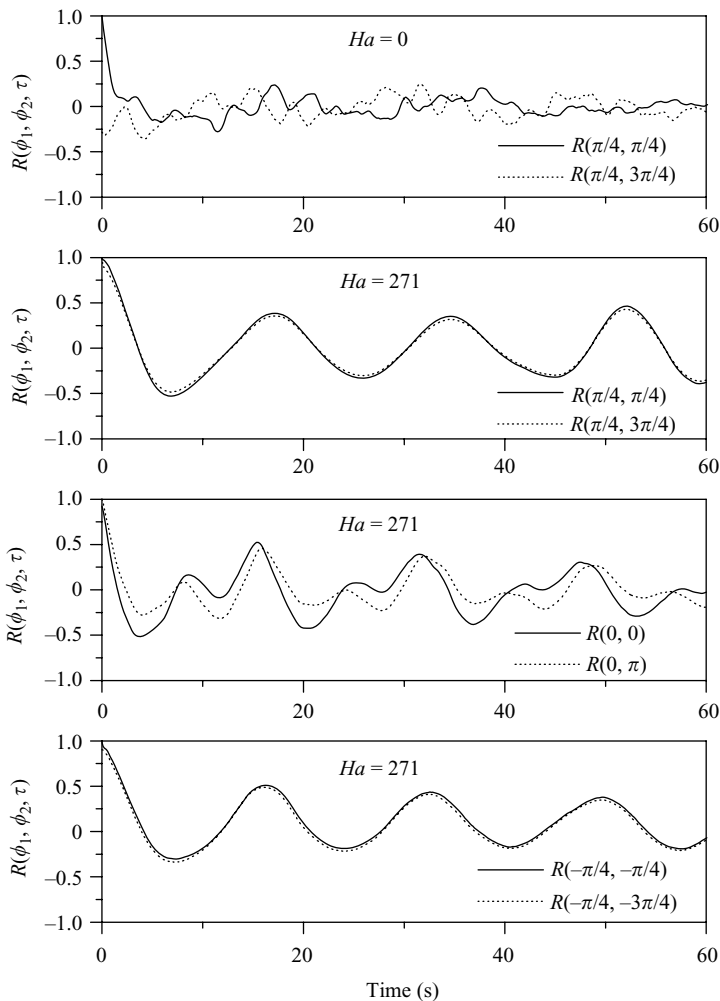 1.0
Ha = 0
0.5
0
–0.5
–1.0
R(ϕ1, ϕ2, τ)
R(π/4, π/4)
R(π/4, 3π/4)
0 20 40 60
1.0
Ha = 271
0.5
0
–0.5
–1.0
R(ϕ1, ϕ2, τ)
R(π/4, π/4)
R(π/4, 3π/4)
0 20 40 60
1.0
Ha = 271
0.5
0
–0.5
–1.0
R(ϕ1, ϕ2, τ)
R(0, 0)
R(0, π)
0 20 40 60
1.0
Ha = 271
0.5
0
–0.5
–1.0
R(ϕ1, ϕ2, τ)
R(–π/4, –π/4)
R(–π/4, –3π/4)
0 20 40 60
Time (s)